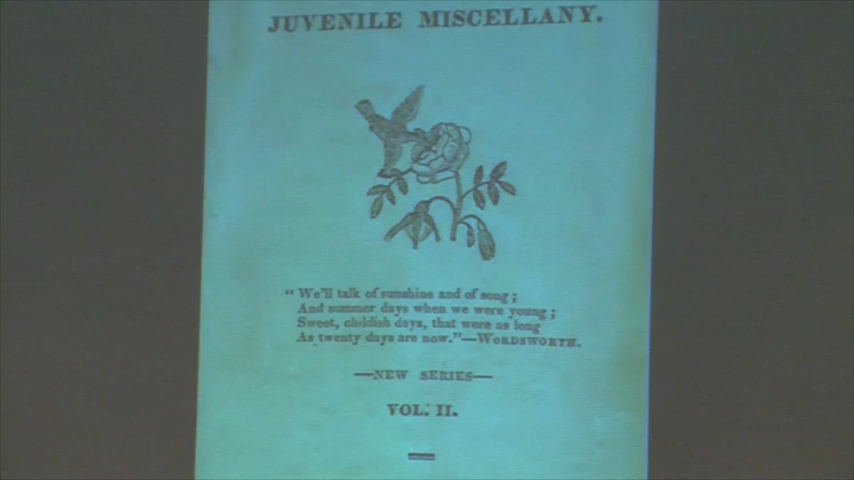 JUVENILE MISCELLANY.
“We'll talk of sunshine and of song;
And summer days when we were young;
Sweet, childish days, that were as long
As twenty days are now.”—WORDSWORTH.
—NEW SERIES—
VOL. II.